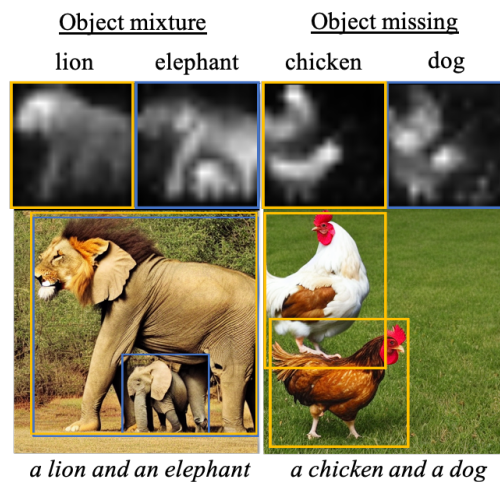 Object mixture
Object missing
lion
elephant
chicken
dog
a lion and an elephant
a chicken and a dog